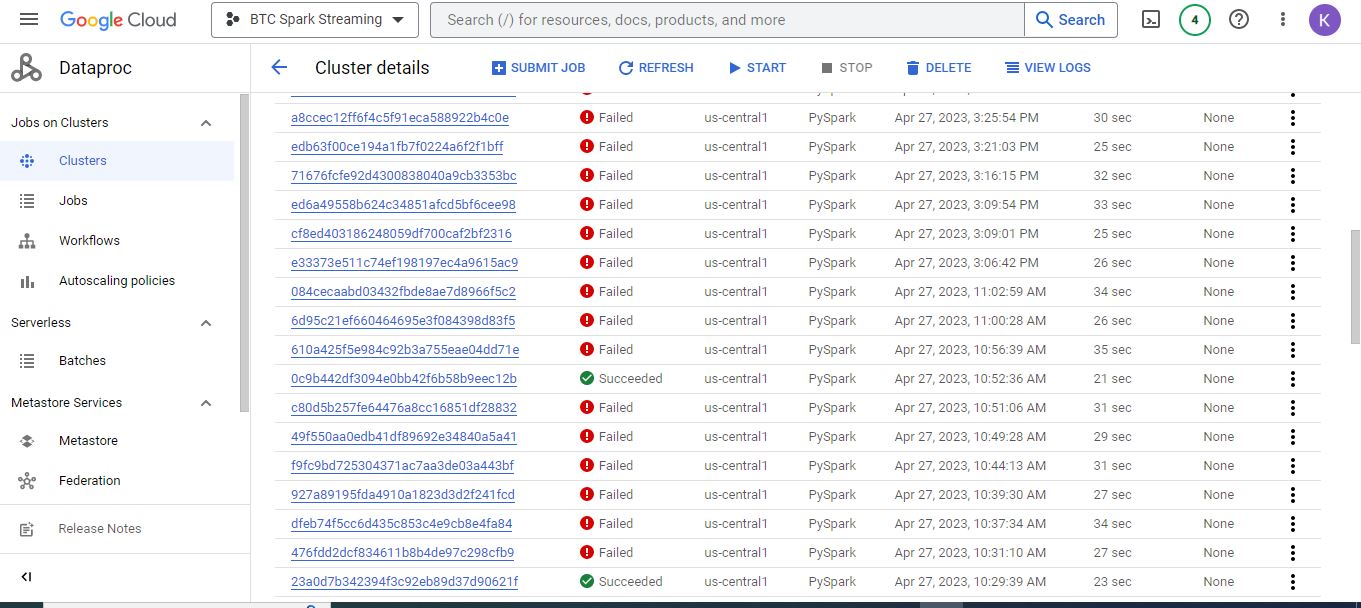 Google Cloud
BTC Spark Streaming
Search (/) for resources, docs, products, and more
Search
4
K
Dataproc
Cluster details
SUBMIT JOB
REFRESH
START
STOP
DELETE
VIEW LOGS
Jobs on Clusters
Clusters
Jobs
Workflows
Autoscaling policies
Serverless
Batches
Metastore Services
Metastore
Federation
Release Notes
a8ccec12ff6f4c5f91eca588922b4c0e Failed us-central1 PySpark Apr 27, 2023, 3:25:54 PM 30 sec None
edb63f00ce194a1fb7f0224a6f2f1bff Failed us-central1 PySpark Apr 27, 2023, 3:21:03 PM 25 sec None
71676fcfe92d4300838040a9cb3353bc Failed us-central1 PySpark Apr 27, 2023, 3:16:15 PM 32 sec None
ed6a49558b624c34851afcd5bf6cee98 Failed us-central1 PySpark Apr 27, 2023, 3:09:54 PM 33 sec None
cf8ed403186248059df700caf2bf2316 Failed us-central1 PySpark Apr 27, 2023, 3:09:01 PM 25 sec None
e33373e511c74ef198197ec4a9615ac9 Failed us-central1 PySpark Apr 27, 2023, 3:06:42 PM 26 sec None
084cecaabd03432fbde8ae7d8966f5c2 Failed us-central1 PySpark Apr 27, 2023, 11:02:59 AM 34 sec None
6d95c21ef660464695e3f084398d83f5 Failed us-central1 PySpark Apr 27, 2023, 11:00:28 AM 26 sec None
610a425f5e984c92b3a755eae04dd71e Failed us-central1 PySpark Apr 27, 2023, 10:56:39 AM 35 sec None
0c9b442df3094e0bb42f6b58b9eec12b Succeeded us-central1 PySpark Apr 27, 2023, 10:52:36 AM 21 sec None
c80d5b257fe64476a8cc16851df28832 Failed us-central1 PySpark Apr 27, 2023, 10:51:06 AM 31 sec None
49f550aa0edb41df89692e34840a5a41 Failed us-central1 PySpark Apr 27, 2023, 10:49:28 AM 29 sec None
f9fc9bd725304371ac7aa3de03a443bf Failed us-central1 PySpark Apr 27, 2023, 10:44:13 AM 31 sec None
927a89195fda4910a1823d3d2f241fcd Failed us-central1 PySpark Apr 27, 2023, 10:39:30 AM 27 sec None
dfeb74f5cc6d435c853c4e9cb8e4fa84 Failed us-central1 PySpark Apr 27, 2023, 10:37:34 AM 34 sec None
476fdd2dcf834611b8b4de97c298cfb9 Failed us-central1 PySpark Apr 27, 2023, 10:31:10 AM 27 sec None
23a0d7b342394f3c92eb89d37d90621f Succeeded us-central1 PySpark Apr 27, 2023, 10:29:39 AM 23 sec None